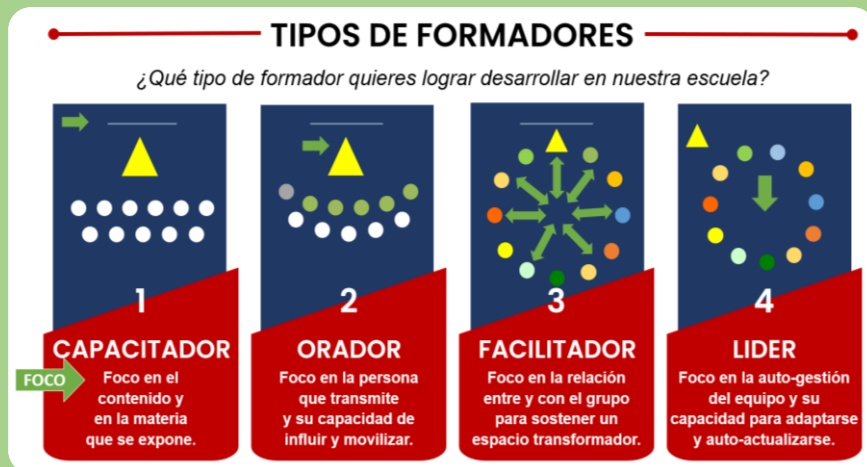 TIPOS DE FORMADORES
¿Qué tipo de formador quieres lograr desarrollar en nuestra escuela?
1
CAPACITADOR
FOCO
Foco en el
contenido y
en la materia
que se expone.
2
ORADOR
Foco en la persona
que transmite
y su capacidad de
influir y movilizar.
3
FACILITADOR
Foco en la relación
entre y con el grupo
para sostener un
espacio transformador.
4
LIDER
Foco en la auto-gestión
del equipo y su
capacidad para adaptarse
y auto-actualizarse.